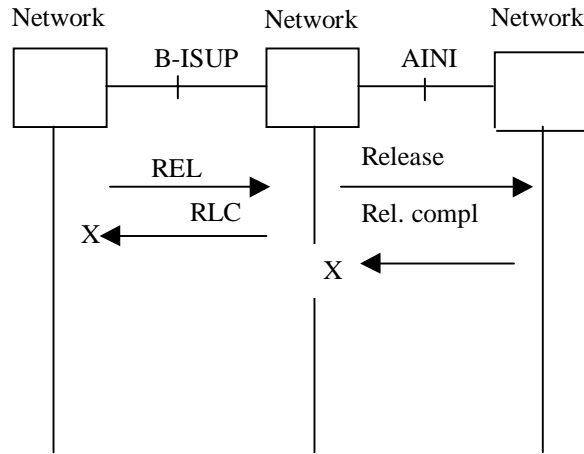 Network
Network
Network
B-ISUP
AINI
REL
Release
RLC
Rel. compl
X
X